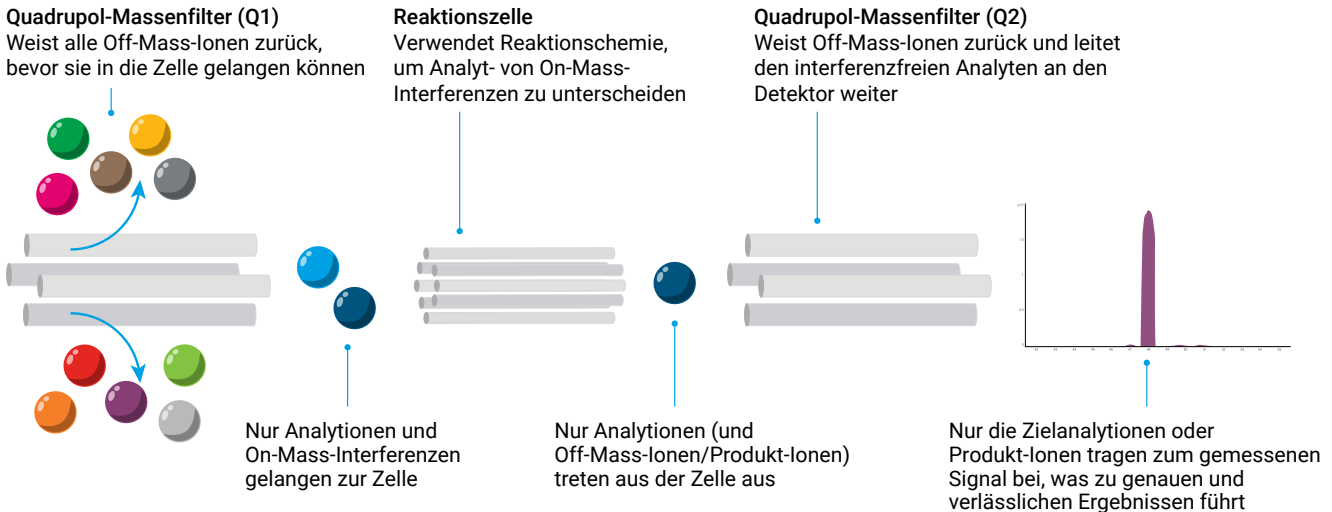 Quadrupol-Massenfilter (Q1)
Weist alle Off-Mass-Ionen zurück,
bevor sie in die Zelle gelangen können
Reaktionszelle
Verwendet Reaktionschemie,
um Analyt- von On-Mass-
Interferenzen zu unterscheiden
Quadrupol-Massenfilter (Q2)
Weist Off-Mass-Ionen zurück und leitet
den interferenzfreien Analyten an den
Detektor weiter
Nur Analytionen und
On-Mass-Interferenzen
gelangen zur Zelle
Nur Analytionen (und
Off-Mass-Ionen/Produkt-Ionen)
treten aus der Zelle aus
Nur die Zielanalytionen oder
Produkt-Ionen tragen zum gemessenen
Signal bei, was zu genauen und
verlässlichen Ergebnissen führt